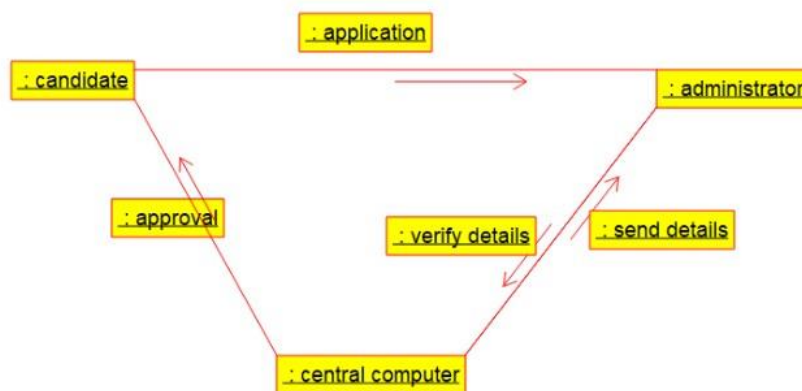 : application
: candidate
: administrator
: approval
: verify details
: send details
: central computer